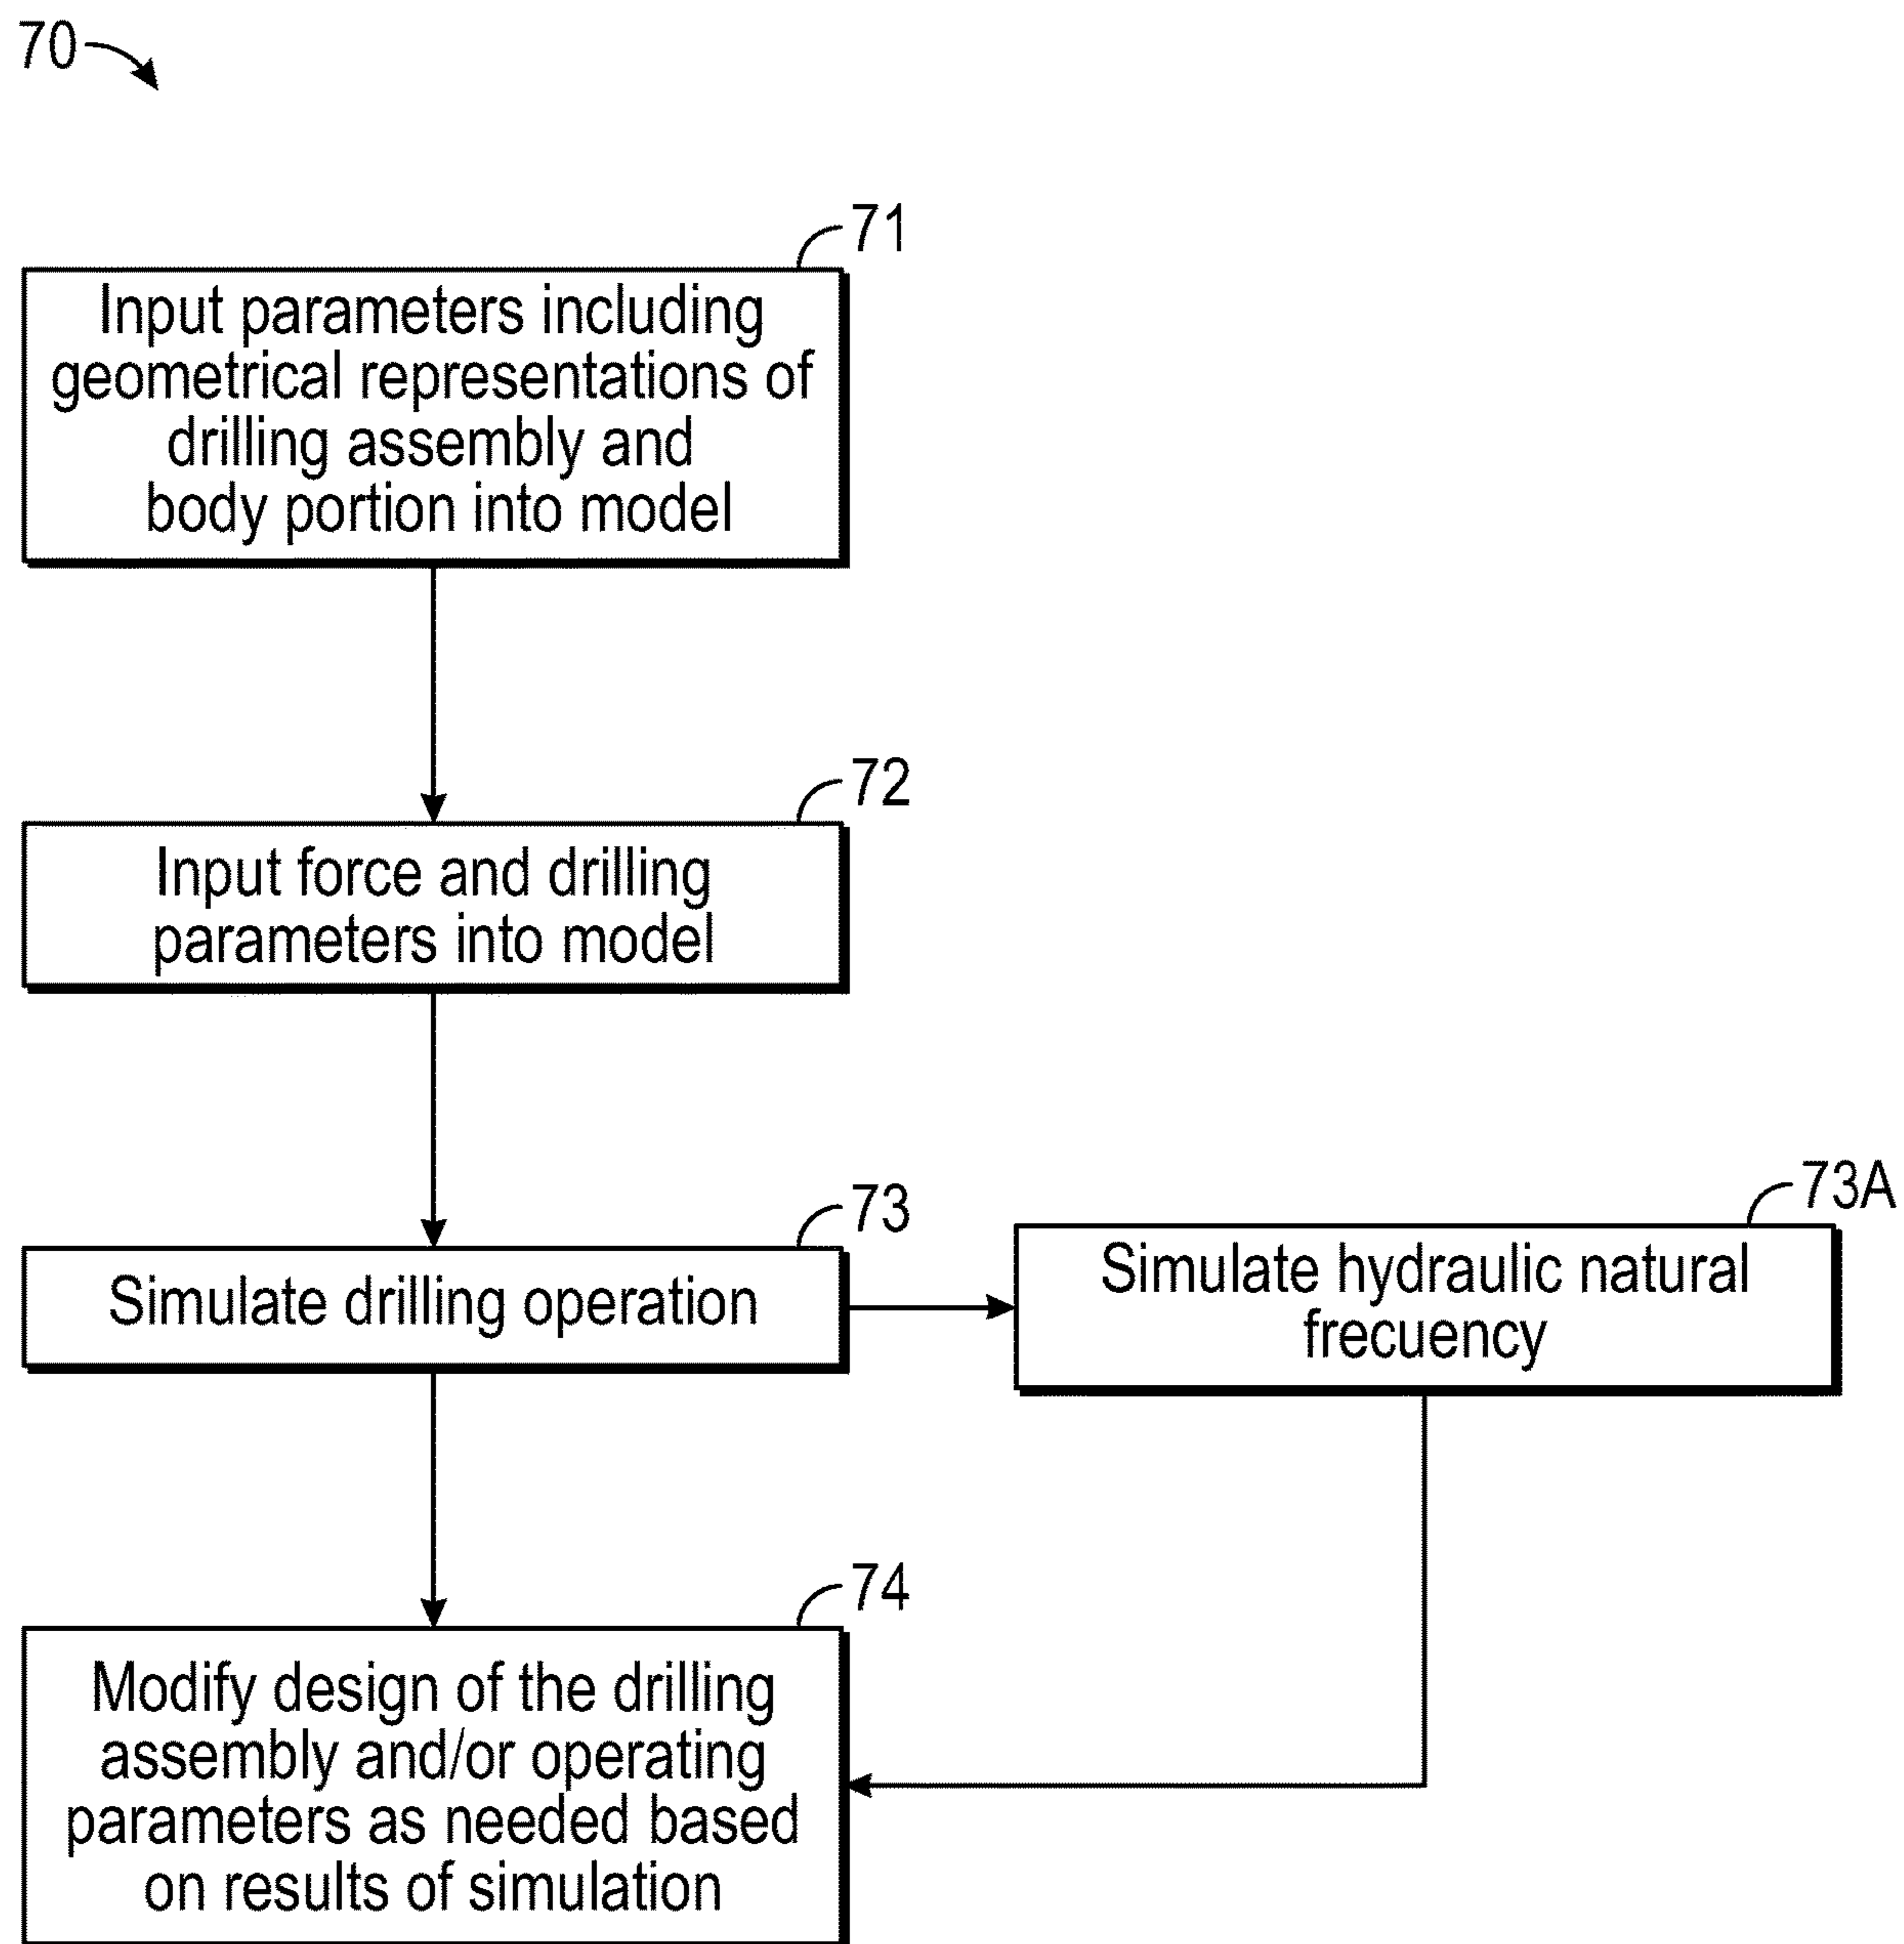 70
71
Input parameters including
geometrical representations of
drilling assembly and
body portion into model
72
Input force and drilling
parameters into model
73
Simulate drilling operation
73A
Simulate hydraulic natural
frecuency
74
Modify design of the drilling
assembly and/or operating
parameters as needed based
on results of simulation